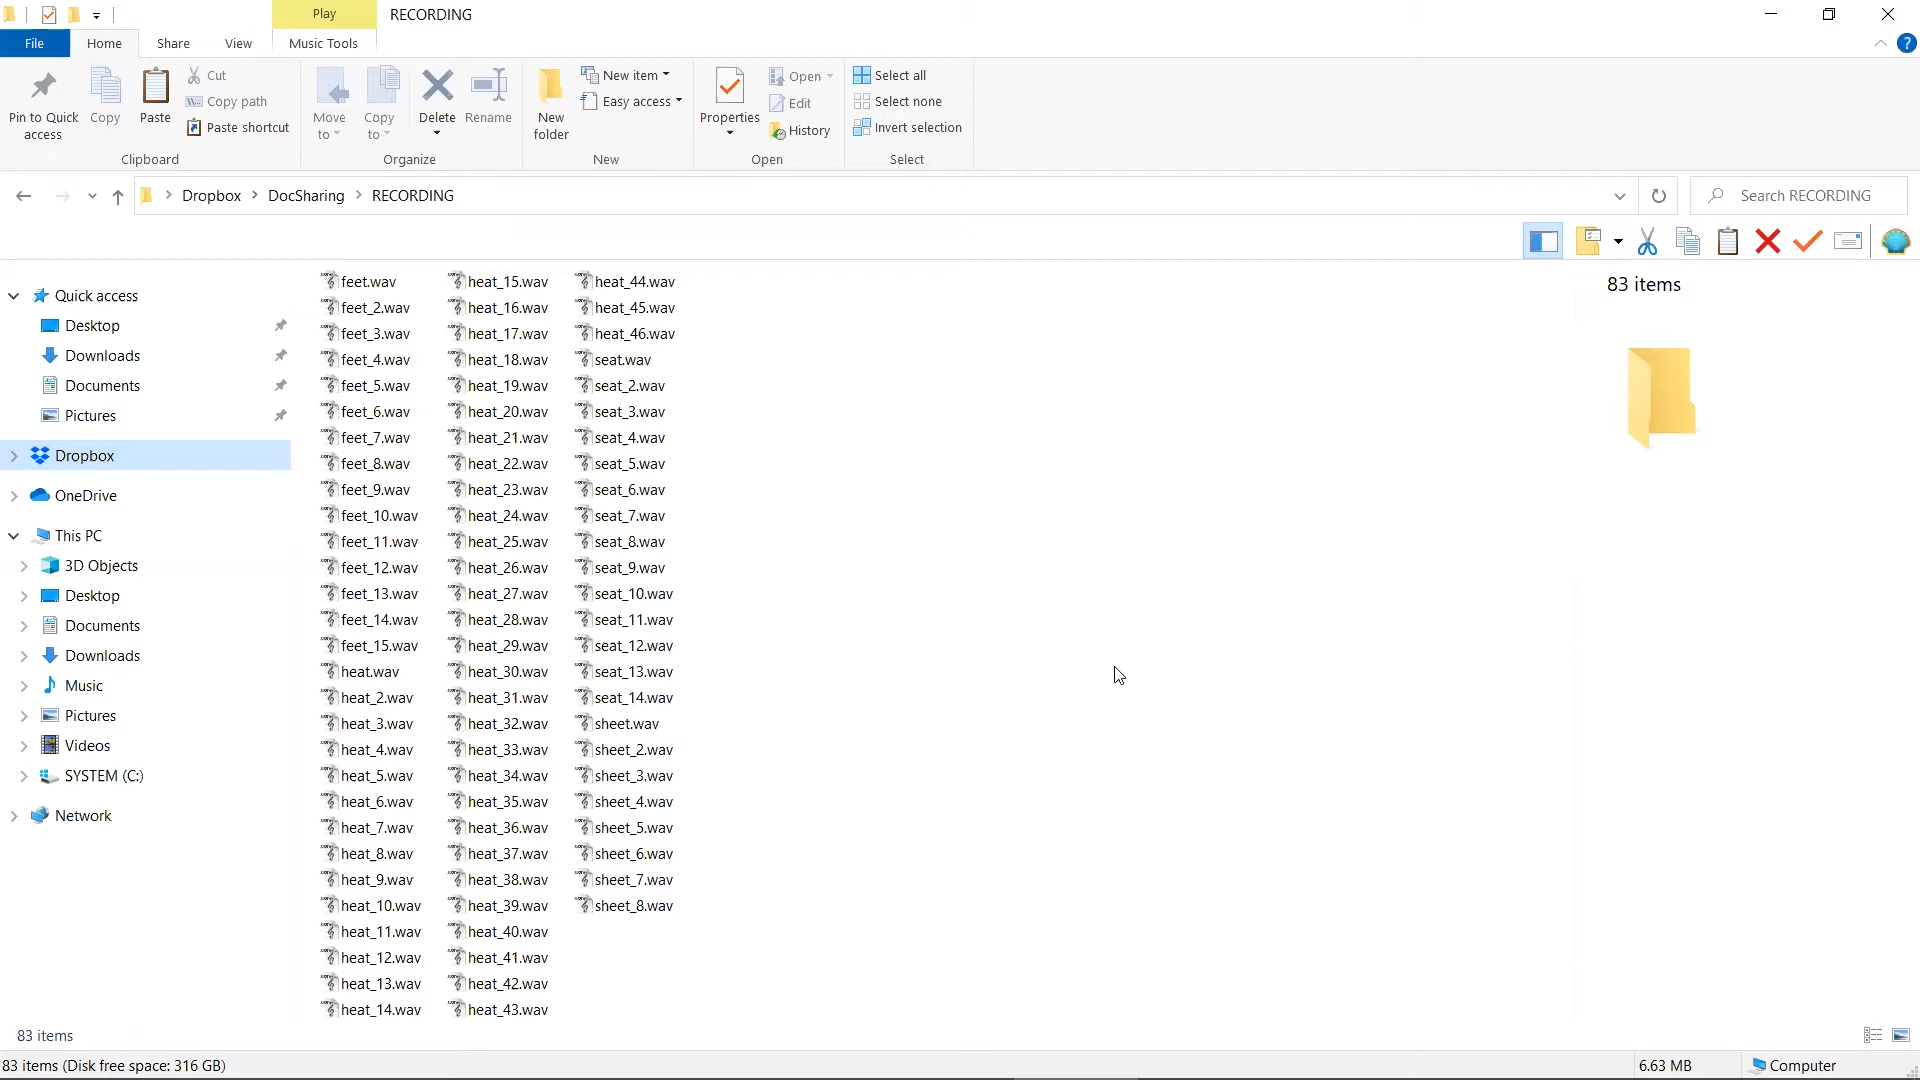 Play
RECORDING
File
Home
Share
View
Music Tools
Pin to Quick access
Copy
Paste
Cut
Copy path
Paste shortcut
Clipboard
Move to
Copy to
Delete
Rename
Organize
New folder
New item
Easy access
New
Properties
Open
Edit
History
Open
Select all
Select none
Invert selection
Select
Dropbox
DocSharing
RECORDING
Search RECORDING
Quick access
Desktop
Downloads
Documents
Pictures
Dropbox
OneDrive
This PC
3D Objects
Desktop
Documents
Downloads
Music
Pictures
Videos
SYSTEM (C:)
Network
feet.wav
feet_2.wav
feet_3.wav
feet_4.wav
feet_5.wav
feet_6.wav
feet_7.wav
feet_8.wav
feet_9.wav
feet_10.wav
feet_11.wav
feet_12.wav
feet_13.wav
feet_14.wav
feet_15.wav
heat.wav
heat_2.wav
heat_3.wav
heat_4.wav
heat_5.wav
heat_6.wav
heat_7.wav
heat_8.wav
heat_9.wav
heat_10.wav
heat_11.wav
heat_12.wav
heat_13.wav
heat_14.wav
heat_15.wav
heat_16.wav
heat_17.wav
heat_18.wav
heat_19.wav
heat_20.wav
heat_21.wav
heat_22.wav
heat_23.wav
heat_24.wav
heat_25.wav
heat_26.wav
heat_27.wav
heat_28.wav
heat_29.wav
heat_30.wav
heat_31.wav
heat_32.wav
heat_33.wav
heat_34.wav
heat_35.wav
heat_36.wav
heat_37.wav
heat_38.wav
heat_39.wav
heat_40.wav
heat_41.wav
heat_42.wav
heat_43.wav
heat_44.wav
heat_45.wav
heat_46.wav
seat.wav
seat_2.wav
seat_3.wav
seat_4.wav
seat_5.wav
seat_6.wav
seat_7.wav
seat_8.wav
seat_9.wav
seat_10.wav
seat_11.wav
seat_12.wav
seat_13.wav
seat_14.wav
sheet.wav
sheet_2.wav
sheet_3.wav
sheet_4.wav
sheet_5.wav
sheet_6.wav
sheet_7.wav
sheet_8.wav
83 items
83 items
83 items (Disk free space: 316 GB)
6.63 MB
Computer